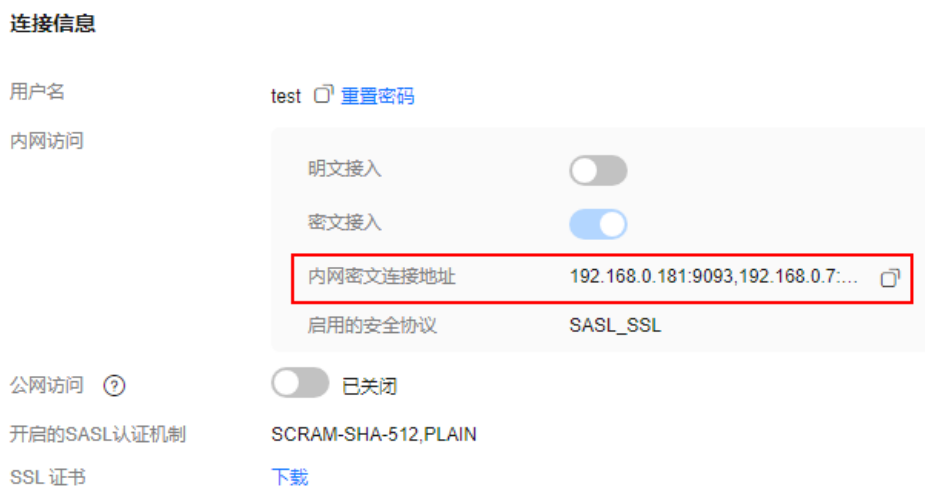 连接信息
用户名 test 重置密码
内网访问
明文接入
密文接入
内网密文连接地址 192.168.0.181:9093,192.168.0.7:...
启用的安全协议 SASL_SSL
公网访问 ? 已关闭
开启的SASL认证机制 SCRAM-SHA-512,PLAIN
SSL 证书 下载